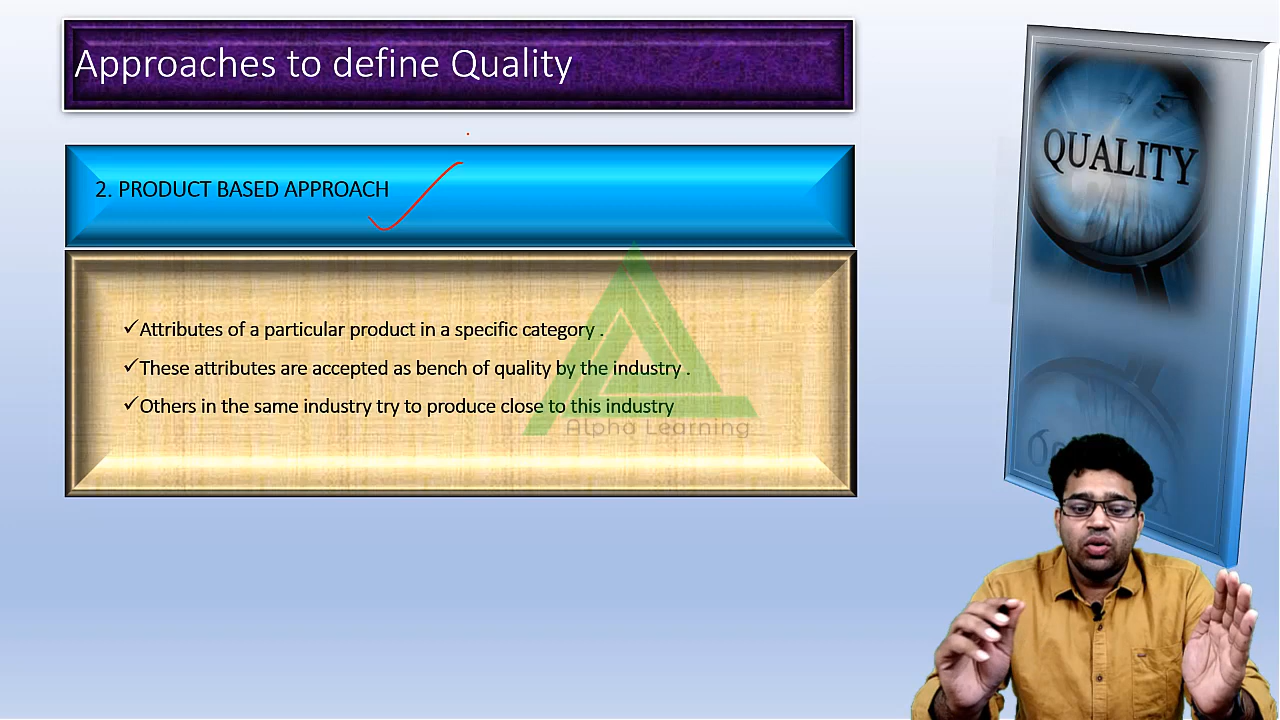 Approaches to define Quality
QUALITY
2. PRODUCT BASED APPROACH
✓Attributes of a particular product in a specific category .
✓These attributes are accepted as bench of quality by the industry .
✓Others in the same industry try to produce close to this industry
Alpha Learning